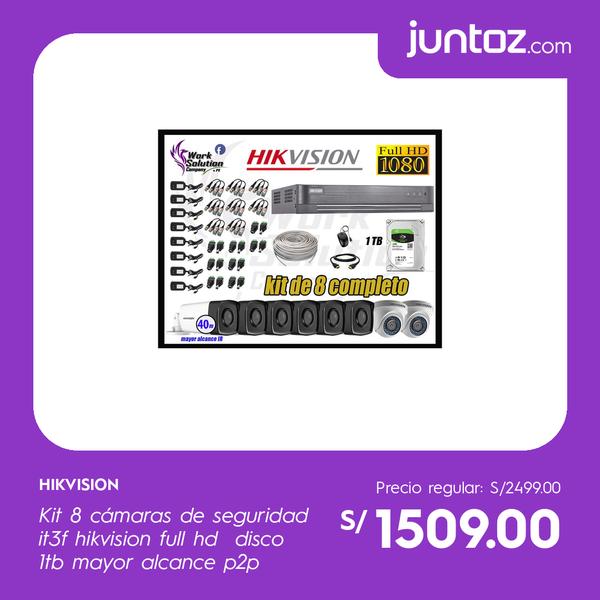 juntoz.com
Work
Solution
Company
HIKVISION
Full HD
1080
1 TB
kit de 8 completo
40m
mayor alcance IR
HIKVISION
Precio regular: S/2499.00
Kit 8 cámaras de seguridad
it3f hikvision full hd disco
1tb mayor alcance p2p
S/ 1509.00